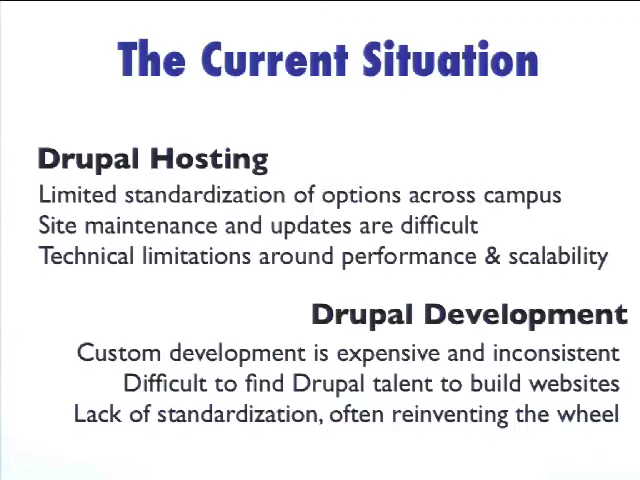 The Current Situation
Drupal Hosting
Limited standardization of options across campus
Site maintenance and updates are difficult
Technical limitations around performance & scalability
Drupal Development
Custom development is expensive and inconsistent
Difficult to find Drupal talent to build websites
Lack of standardization, often reinventing the wheel